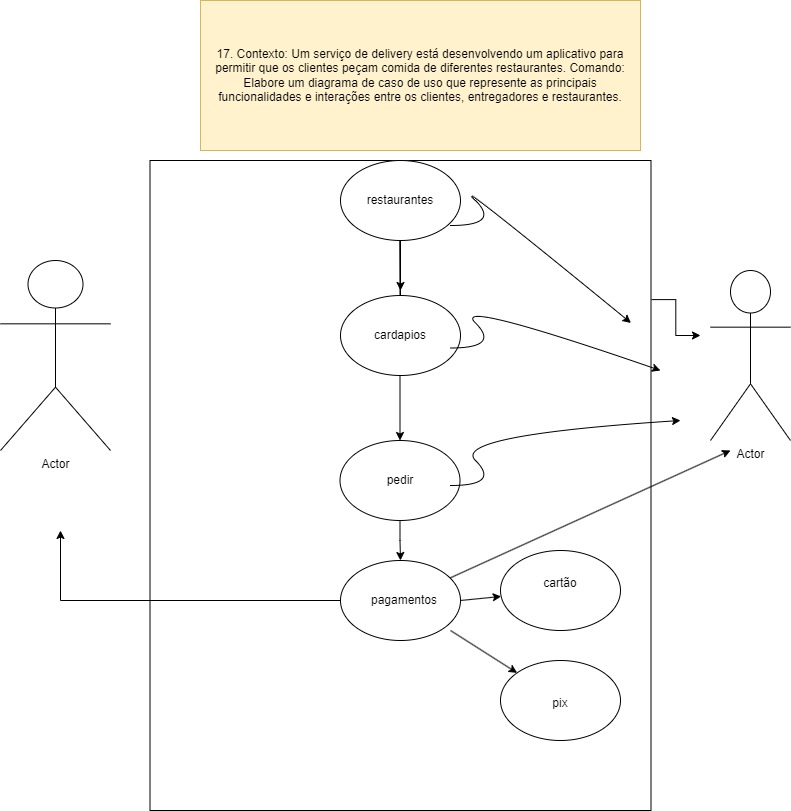 17. Contexto: Um serviço de delivery está desenvolvendo um aplicativo para
permitir que os clientes peçam comida de diferentes restaurantes. Comando:
Elabore um diagrama de caso de uso que represente as principais
funcionalidades e interações entre os clientes, entregadores e restaurantes.
restaurantes
cardapios
Actor
Actor
pedir
cartão
pagamentos
pix